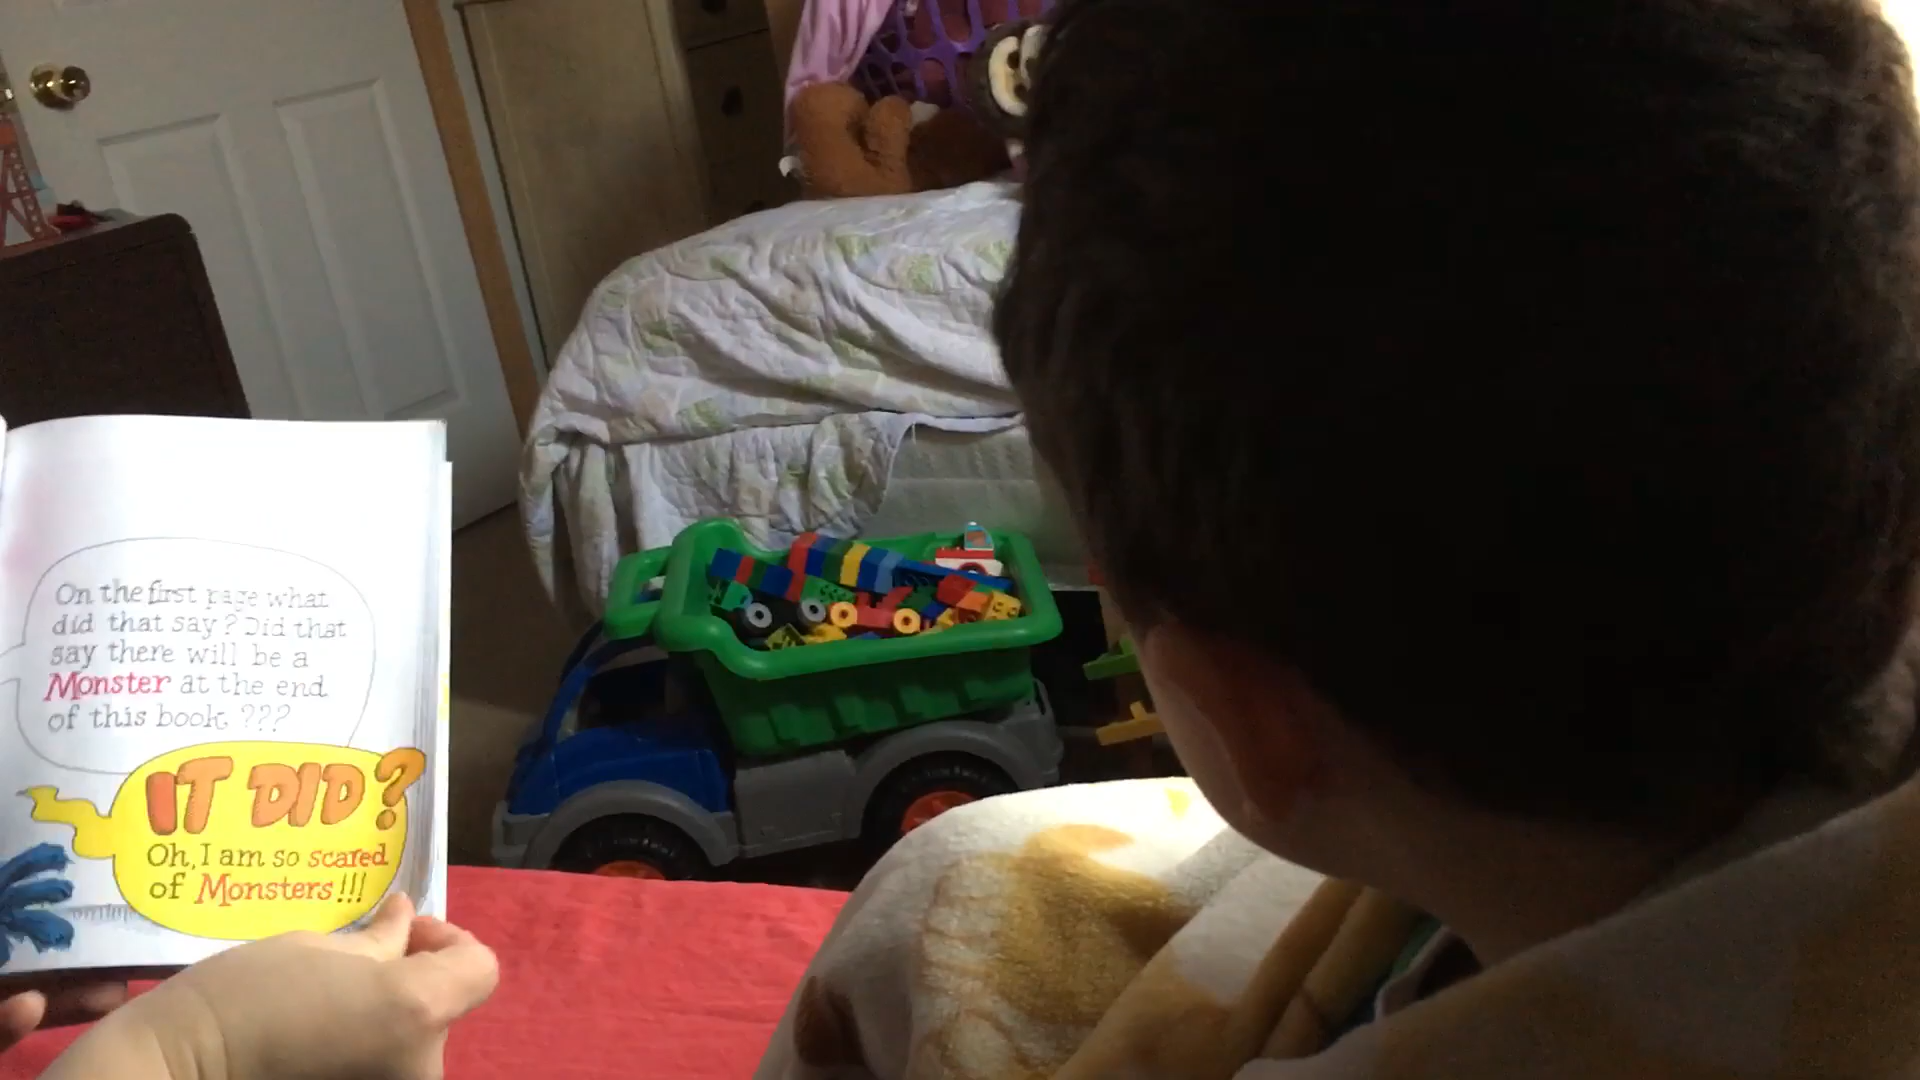 On the first page what
did that say? Did that
say there will be a
Monster at the end
of this book ???
IT DID?
Oh, I am so scared
of Monsters!!!